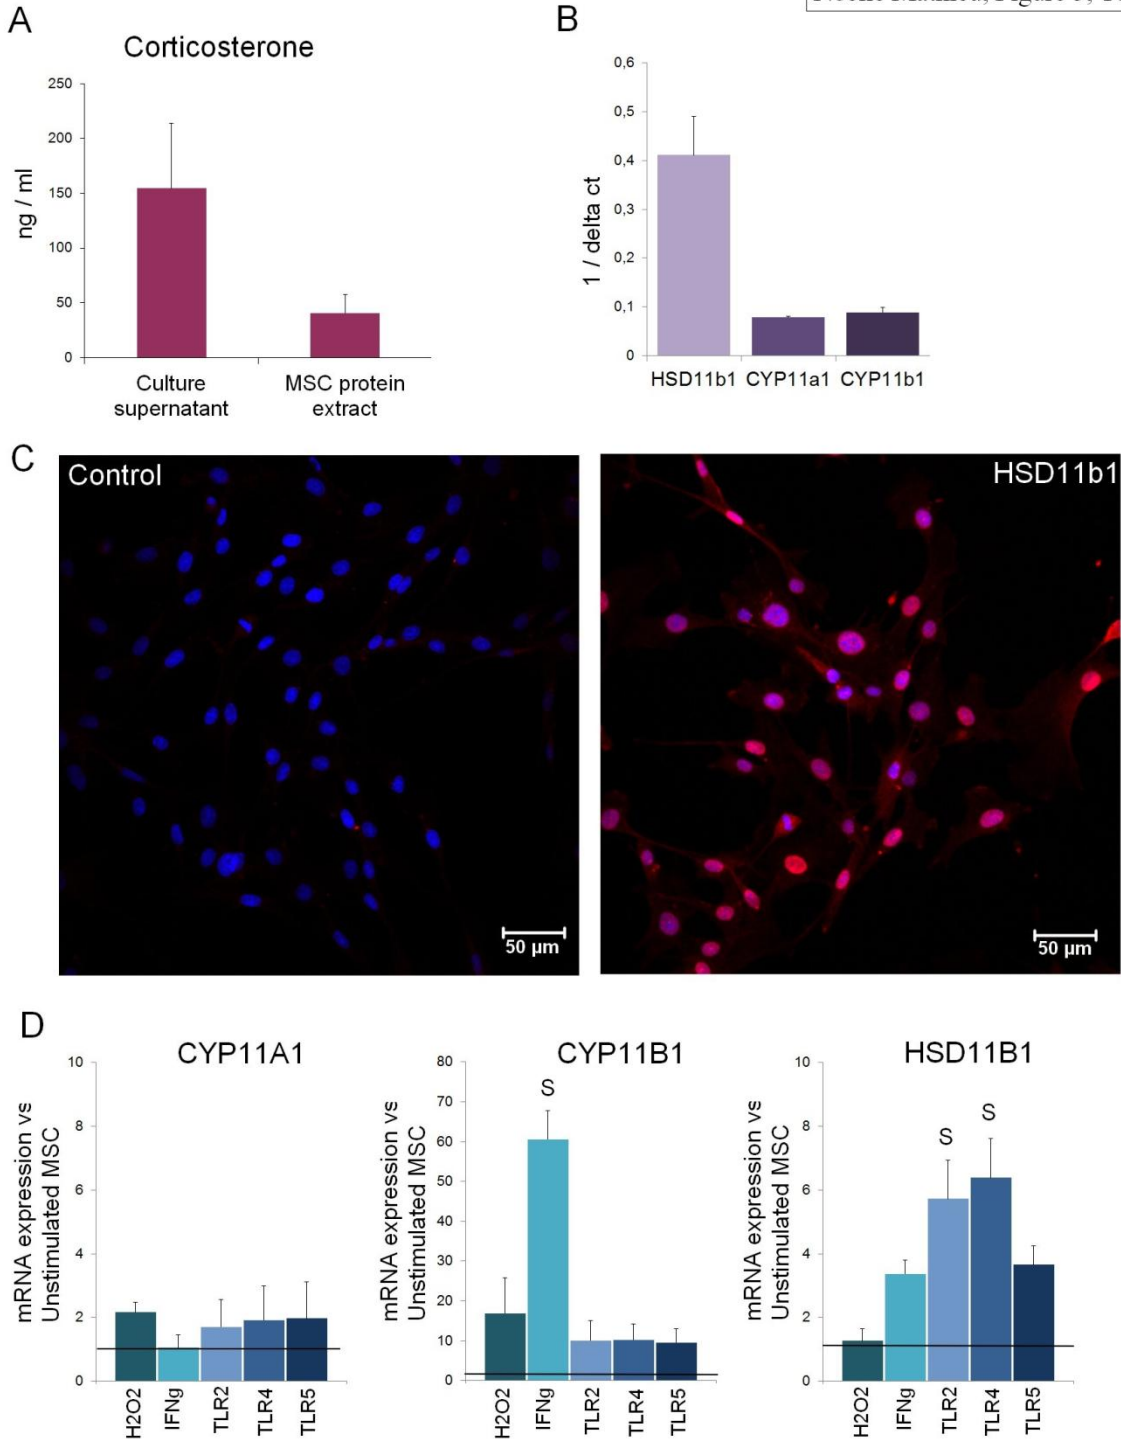 A
Corticosterone
250
200
150
100
50
0
ng / ml
Culture
supernatant
MSC protein
extract
B
0,6
0,5
0,4
0,3
0,2
0,1
0
1 / delta ct
HSD11b1 CYP11a1 CYP11b1
C
Control
50 µm
HSD11b1
50 µm
D
CYP11A1
10
8
6
4
2
0
mRNA expression vs
Unstimulated MSC
H2O2
IFNg
TLR2
TLR4
TLR5
CYP11B1
80
70
60
50
40
30
20
10
0
mRNA expression vs
Unstimulated MSC
S
H2O2
IFNg
TLR2
TLR4
TLR5
HSD11B1
10
8
6
4
2
0
mRNA expression vs
Unstimulated MSC
S
S
H2O2
IFNg
TLR2
TLR4
TLR5